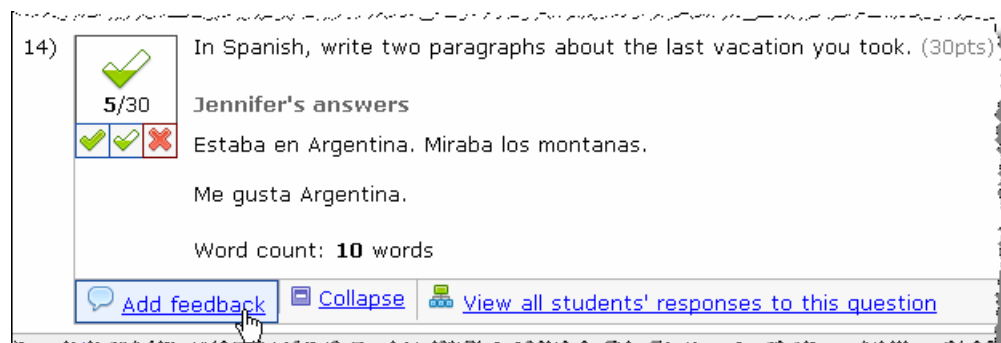 14) In Spanish, write two paragraphs about the last vacation you took. (30pts)
5/30
Jennifer's answers
Estaba en Argentina. Miraba los montanas.
Me gusta Argentina.
Word count: 10 words
Add feedback Collapse View all students' responses to this question